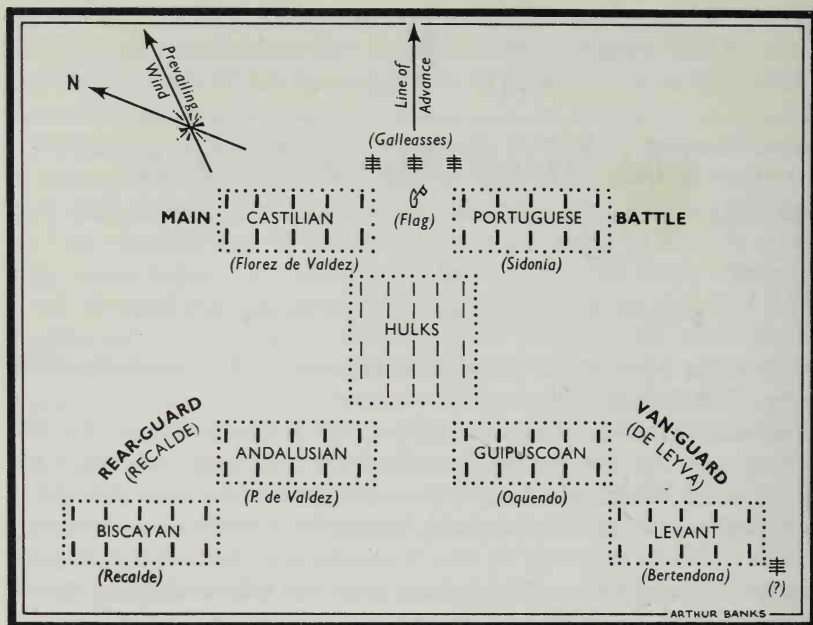 N
Prevailing
Wind
Line of
Advance
(Galleasses)
MAIN
CASTILIAN
(Flag)
PORTUGUESE
BATTLE
(Florez de Valdez)
(Sidonia)
HULKS
REAR-GUARD
(RECALDE)
VAN-GUARD
(DE LEYVA)
ANDALUSIAN
GUIPUSCOAN
(P. de Valdez)
(Oquendo)
BISCAYAN
LEVANT
(Recalde)
(Bertendona)
(?)
ARTHUR BANKS